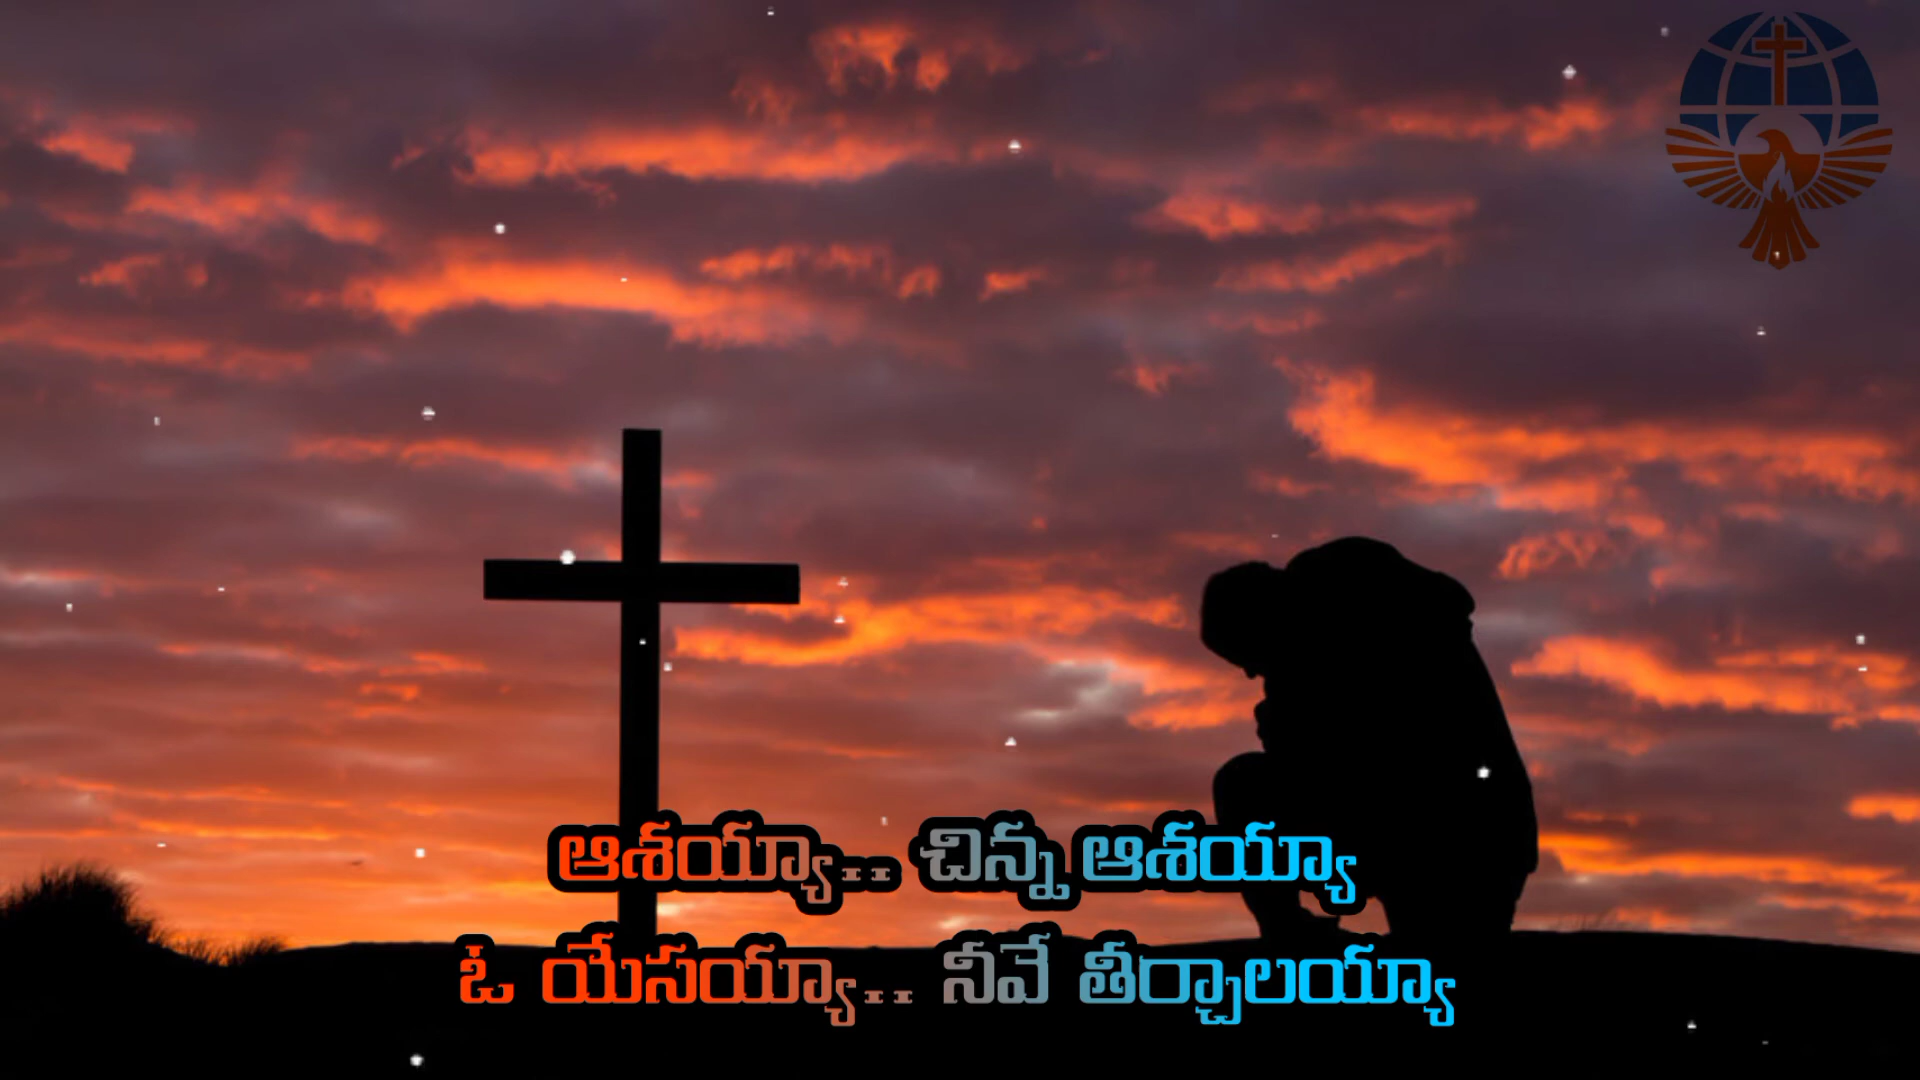 ఆశయ్యా.. చిన్న ఆశయ్యా
ఓ యేసయ్యా.. నీవే తీర్చాలయ్యా